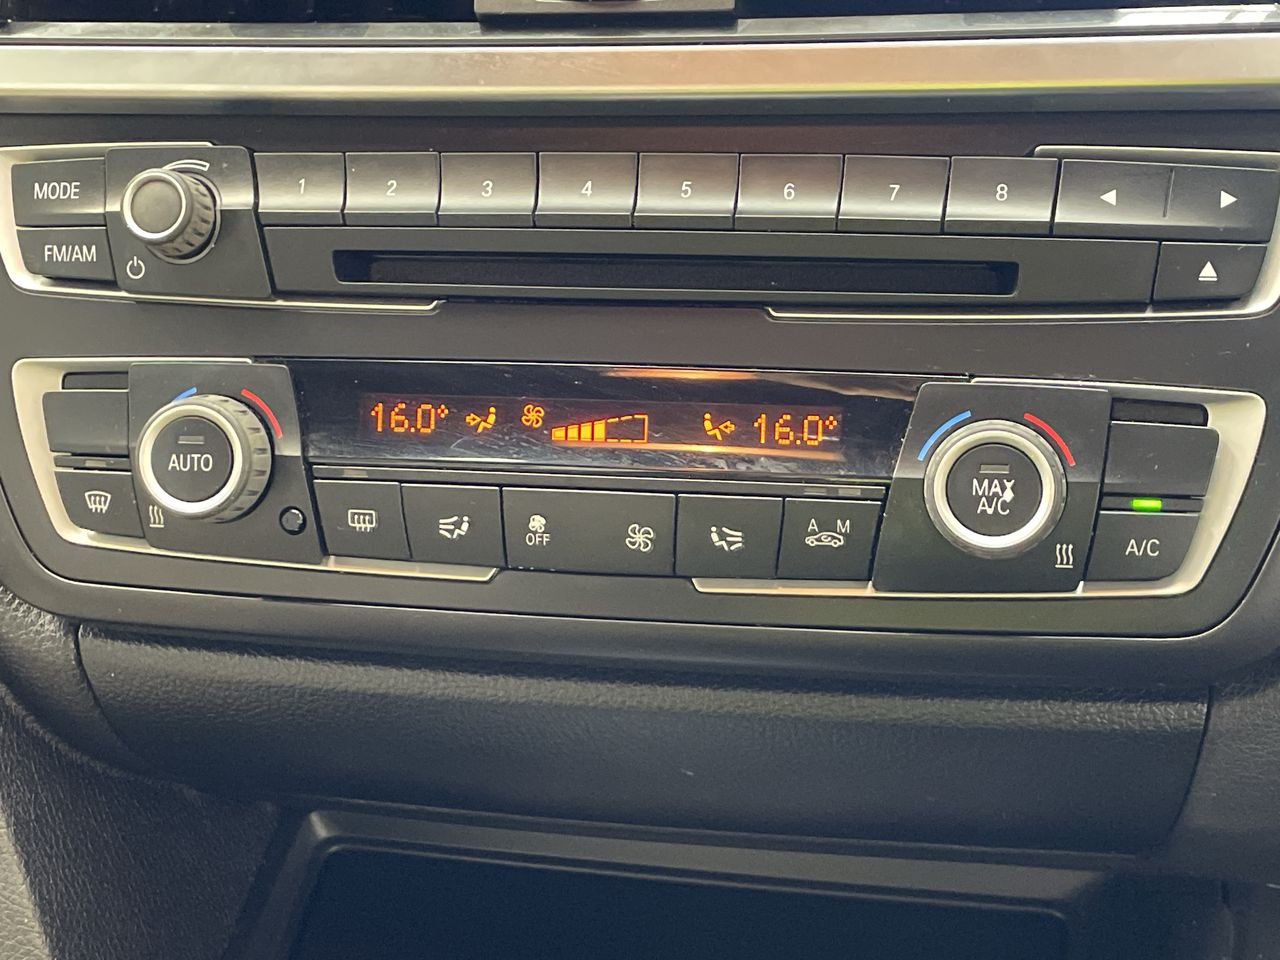 MODE
1 2 3 4 5 6 7 8
FM/AM
16.0° 16.0°
AUTO
MAX
A/C
OFF
A M
A/C